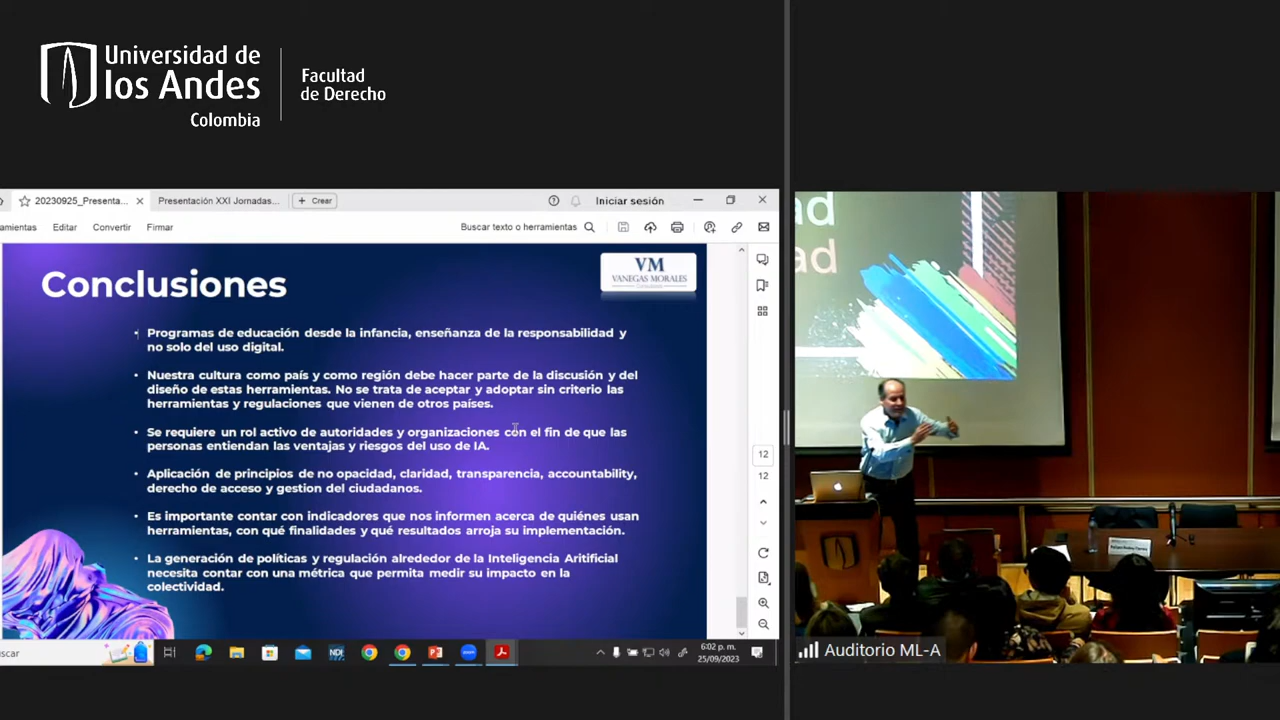 Universidad de
los Andes
Colombia
Facultad
de Derecho
20230925_Presenta...
Presentación XXI Jornadas...
Crear
Iniciar sesión
amientas
Editar
Convertir
Firmar
Buscar texto o herramientas
Conclusiones
VM
VANEGAS MORALES
• Programas de educación desde la infancia, enseñanza de la responsabilidad y
no solo del uso digital.
• Nuestra cultura como país y como región debe hacer parte de la discusión y del
diseño de estas herramientas. No se trata de aceptar y adoptar sin criterio las
herramientas y regulaciones que vienen de otros países.
• Se requiere un rol activo de autoridades y organizaciones con el fin de que las
personas entiendan las ventajas y riesgos del uso de IA.
• Aplicación de principios de no opacidad, claridad, transparencia, accountability,
derecho de acceso y gestion del ciudadanos.
• Es importante contar con indicadores que nos informen acerca de quiénes usan
herramientas, con qué finalidades y qué resultados arroja su implementación.
• La generación de políticas y regulación alrededor de la Inteligencia Aritificial
necesita contar con una métrica que permita medir su impacto en la
colectividad.
12
12
uscar
NDI
zoom
6:02 p. m.
25/09/2023
ad
ad
Auditorio ML-A